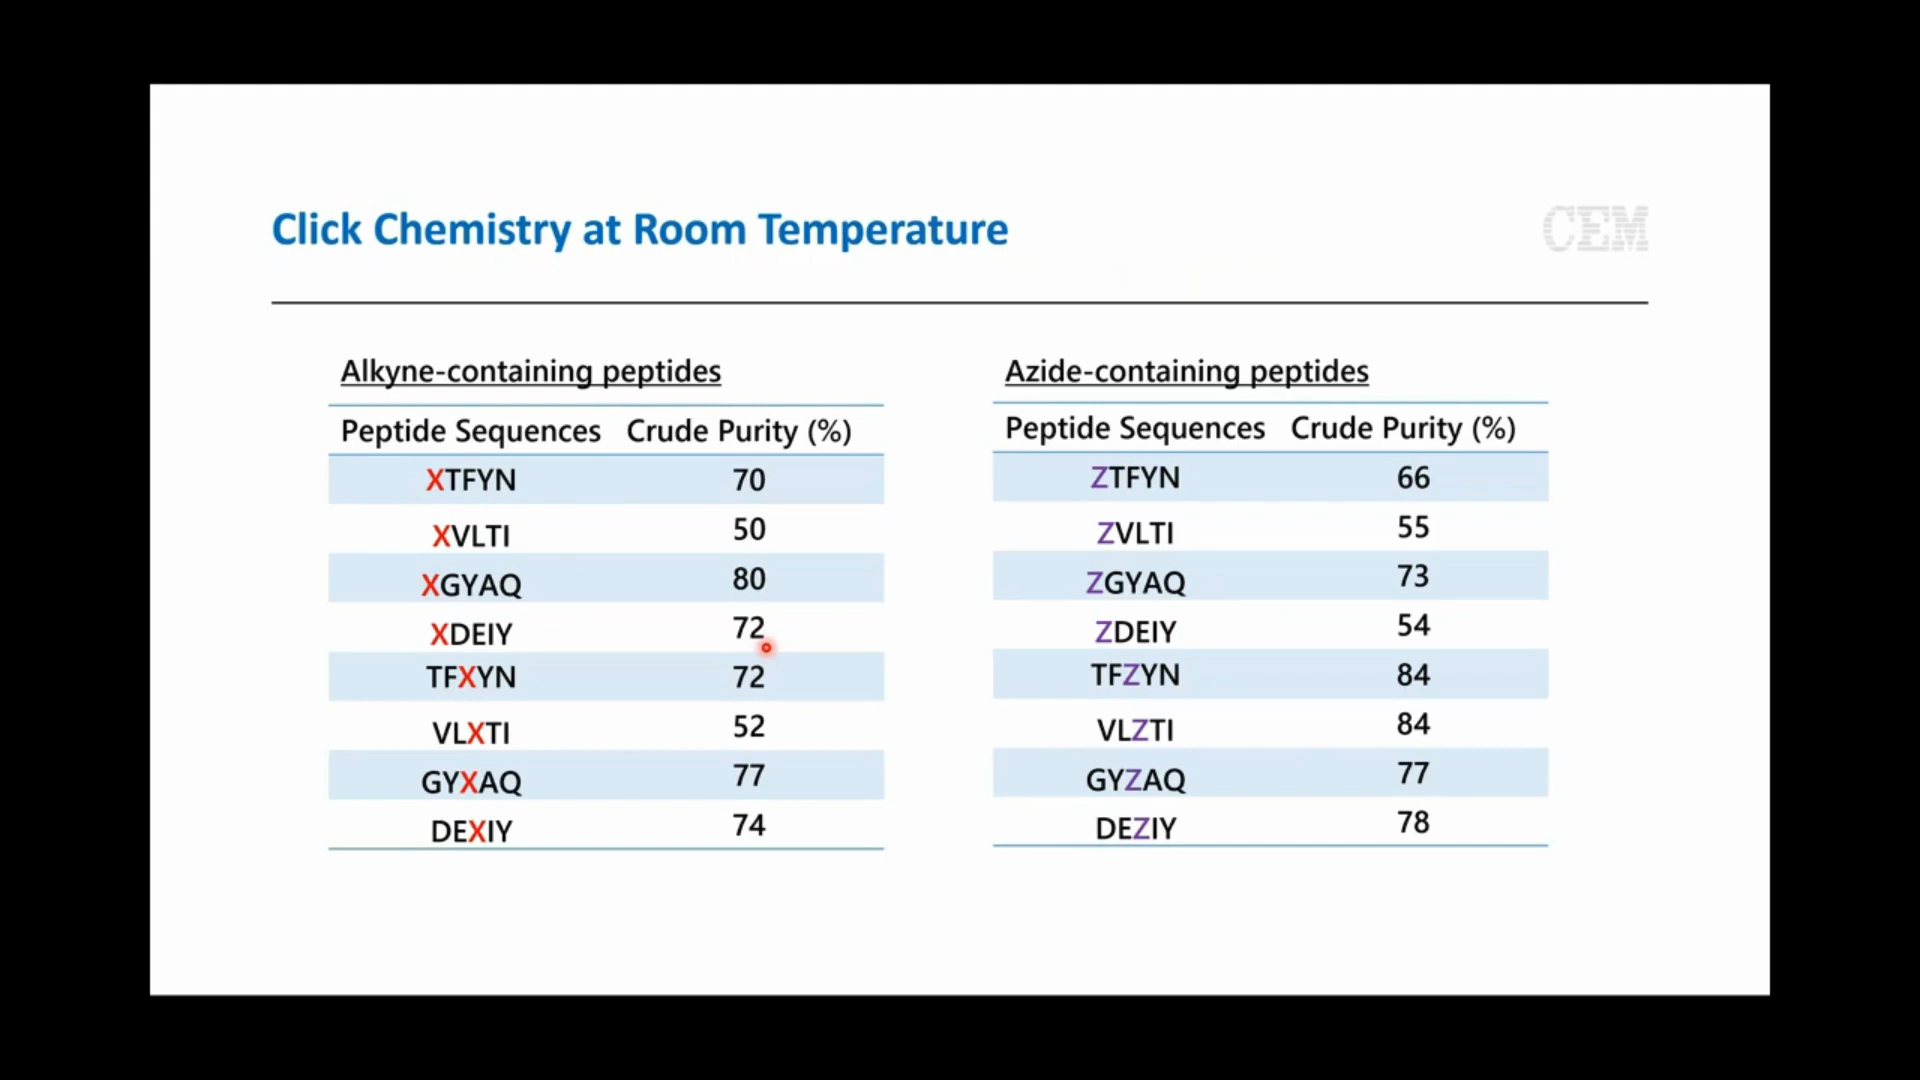 Click Chemistry at Room Temperature
CEM
Alkyne-containing peptides
Peptide Sequences Crude Purity (%)
XTFYN 70
XVLTI 50
XGYAQ 80
XDEIY 72
TFXYN 72
VLXTI 52
GYXAQ 77
DEXIY 74
Azide-containing peptides
Peptide Sequences Crude Purity (%)
ZTFYN 66
ZVLTI 55
ZGYAQ 73
ZDEIY 54
TFZYN 84
VLZTI 84
GYZAQ 77
DEZIY 78